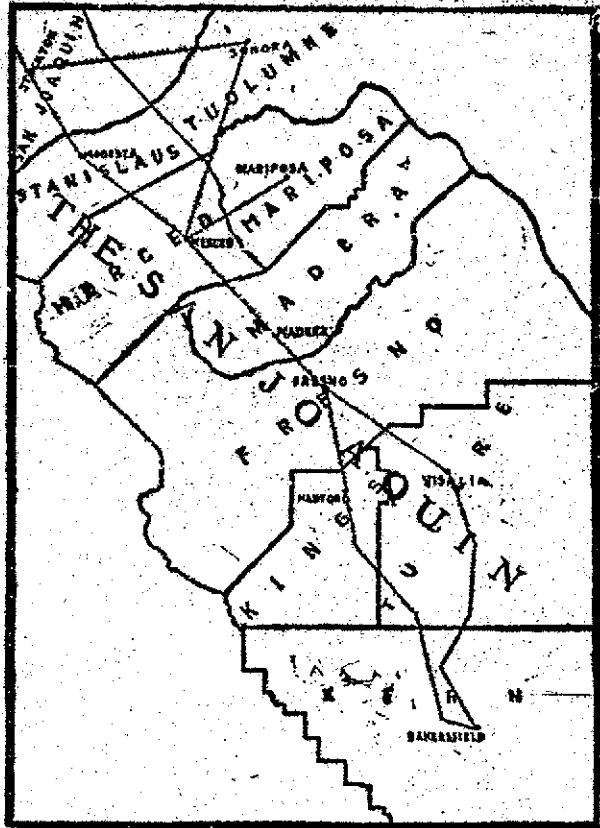 STOCKTON
SAN JOAQUIN
SONORA
TUOLUMNE
MODESTO
STANISLAUS
MARIPOSA
MARIPOSA
MERCED
MERCED
MADERA
MADERA
THE SAN JOAQUIN
FRESNO
FRESNO
VISALIA
TULARE
HANFORD
KINGS
KERN
BAKERSFIELD